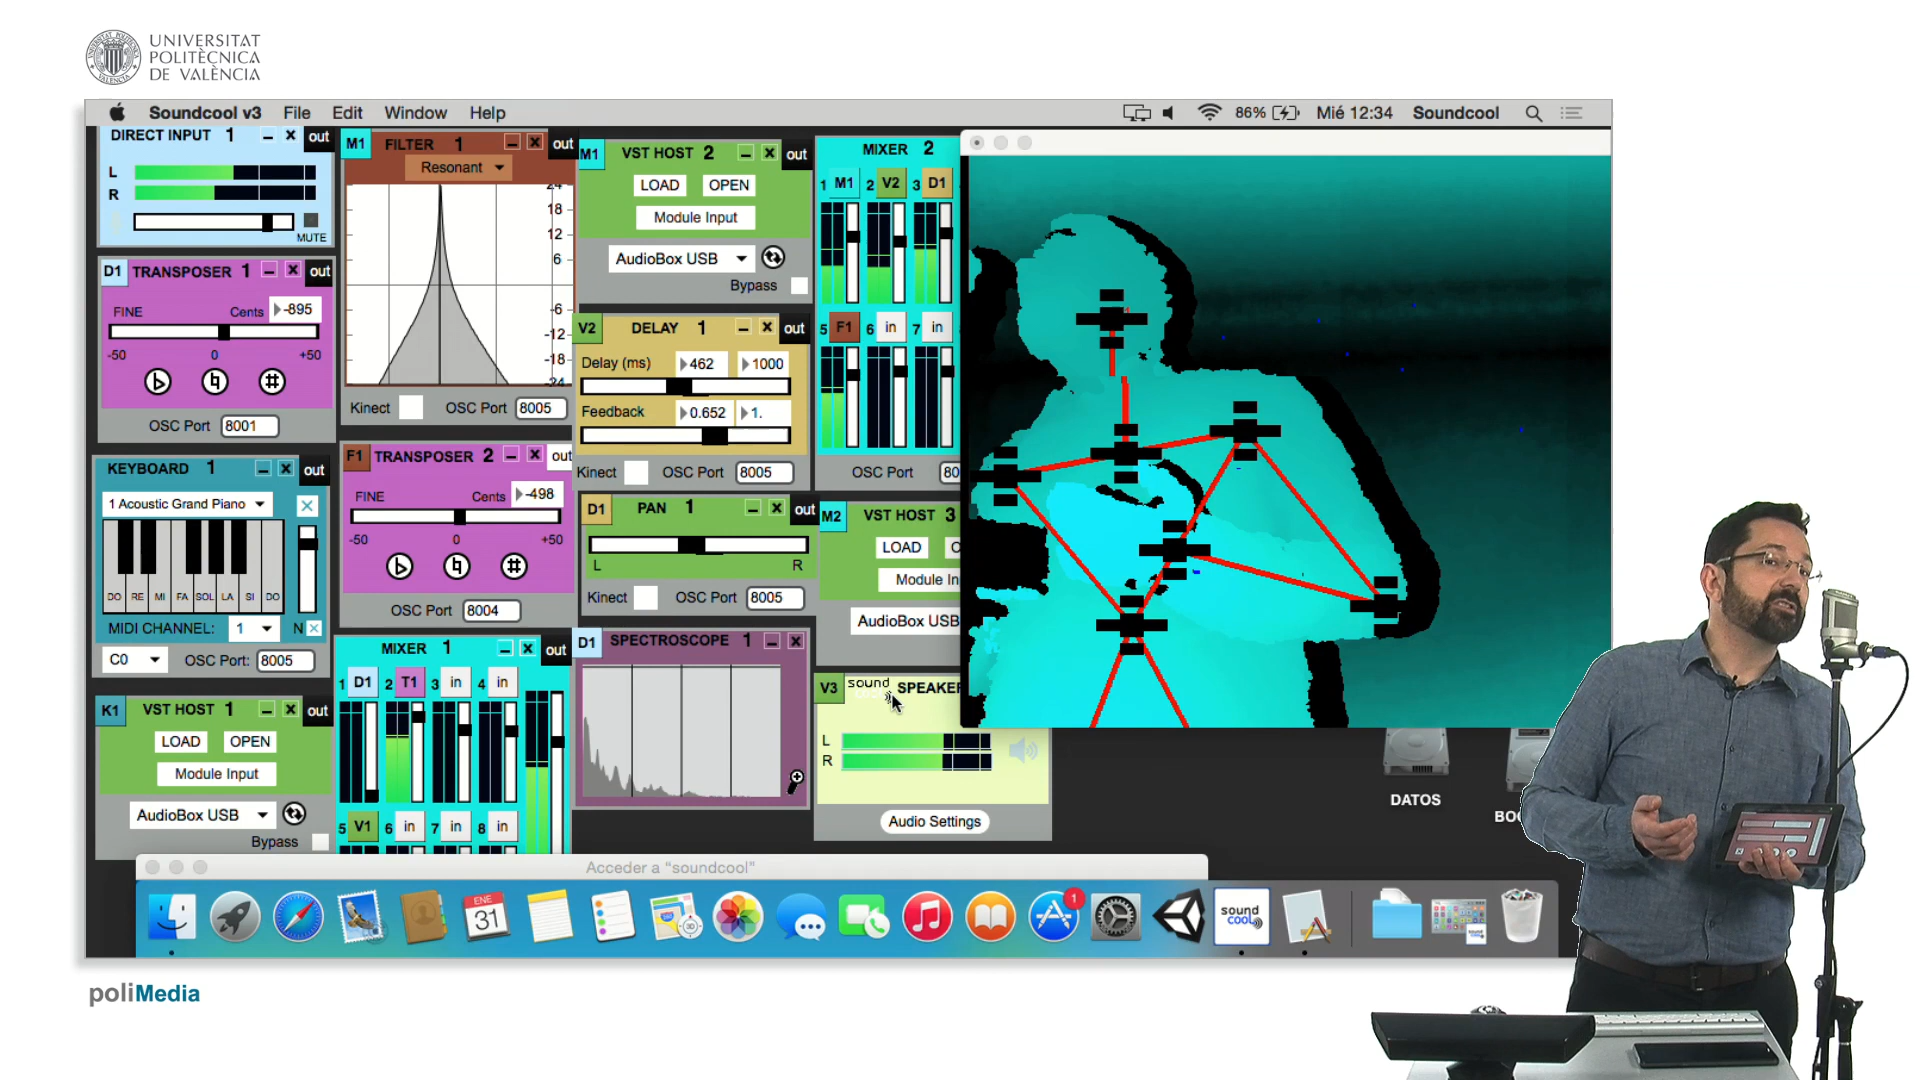 UNIVERSITAT
POLITÈCNICA
DE VALÈNCIA
Soundcool v3 File Edit Window Help
86% Mié 12:34 Soundcool
DIRECT INPUT 1 out
L
R
MUTE
D1 TRANSPOSER 1 out
FINE Cents -895
-50 0 +50
OSC Port 8001
KEYBOARD 1 out
1 Acoustic Grand Piano
DO RE MI FA SOL LA SI DO
MIDI CHANNEL: 1 N
C0 OSC Port: 8005
K1 VST HOST 1 out
LOAD OPEN
Module Input
AudioBox USB
Bypass
M1 FILTER 1 out
Resonant
24
18
12
6
-6
-12
-18
-24
Kinect OSC Port 8005
F1 TRANSPOSER 2 out
FINE Cents -498
-50 0 +50
OSC Port 8004
MIXER 1 out
1 D1 2 T1 3 in 4 in
5 V1 6 in 7 in 8 in
M1 VST HOST 2 out
LOAD OPEN
Module Input
AudioBox USB
Bypass
V2 DELAY 1 out
Delay (ms) 462 1000
Feedback 0.652 1.
Kinect OSC Port 8005
D1 PAN 1 out
L R
Kinect OSC Port 8005
D1 SPECTROSCOPE 1
MIXER 2
1 M1 2 V2 3 D1
5 F1 6 in 7 in
OSC Port 80
M2 VST HOST 3
LOAD O
Module In
AudioBox USB
V3 sound SPEAKER
L
R
Audio Settings
DATOS
BOO
Acceder a “soundcool”
ENE
31
3D
1
sound
cool
poliMedia